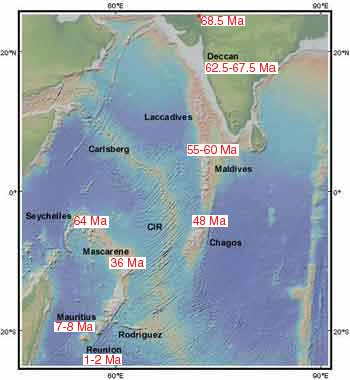 60°E
90°E
68.5 Ma
20°N
20°N
Deccan
62.5-67.5 Ma
Laccadives
Carlsberg
55-60 Ma
Maldives
0°
0°
Seychelles
64 Ma
48 Ma
CIR
Chagos
Mascarene
36 Ma
Mauritius
7-8 Ma
Rodriguez
20°S
20°S
Reunion
1-2 Ma
60°E
90°E